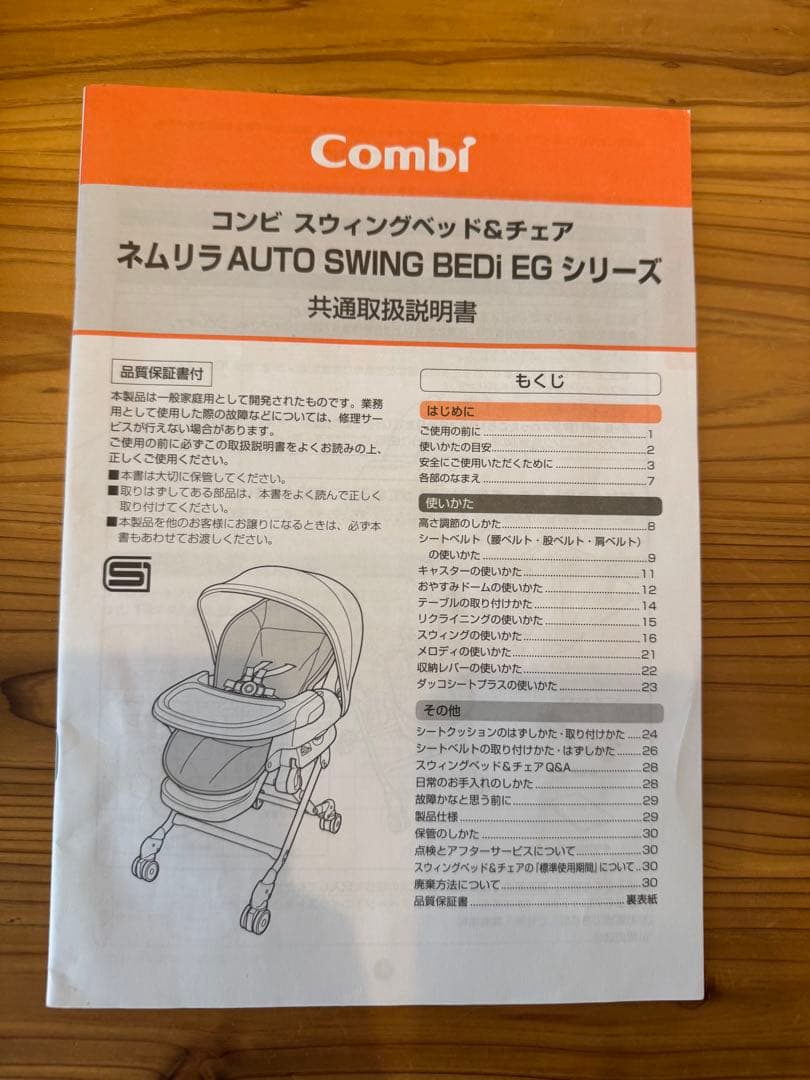 Combi
コンビ スウィングベッド&チェア
ネムリラ AUTO SWING BEDi EG シリーズ
共通取扱説明書
品質保証書付
本製品は一般家庭用として開発されたものです。業務
用として使用した際の故障などについては、修理サー
ビスが行えない場合があります。
ご使用の前に必ずこの取扱説明書をよくお読みの上、
正しくご使用ください。
■本書は大切に保管してください。
■取りはずしてある部品は、本書をよく読んで正しく
取り付けてください。
■本製品を他のお客様にお譲りになるときは、必ず本
書もあわせてお渡しください。
もくじ
はじめに
ご使用の前に 1
使いかたの目安 2
安全にご使用いただくために 3
各部のなまえ 7
使いかた
高さ調節のしかた 8
シートベルト(腰ベルト・股ベルト・肩ベルト)
の使いかた 9
キャスターの使いかた 11
おやすみドームの使いかた 12
テーブルの取り付けかた 14
リクライニングの使いかた 15
スウィングの使いかた 16
メロディの使いかた 21
収納レバーの使いかた 22
ダッコシートプラスの使いかた 23
その他
シートクッションのはずしかた・取り付けかた 24
シートベルトの取り付けかた・はずしかた 26
スウィングベッド&チェアQ&A 28
日常のお手入れのしかた 28
故障かなと思う前に 29
製品仕様 29
保管のしかた 30
点検とアフターサービスについて 30
スウィングベッド&チェアの「標準使用期間」について 30
廃棄方法について 30
品質保証書 裏表紙